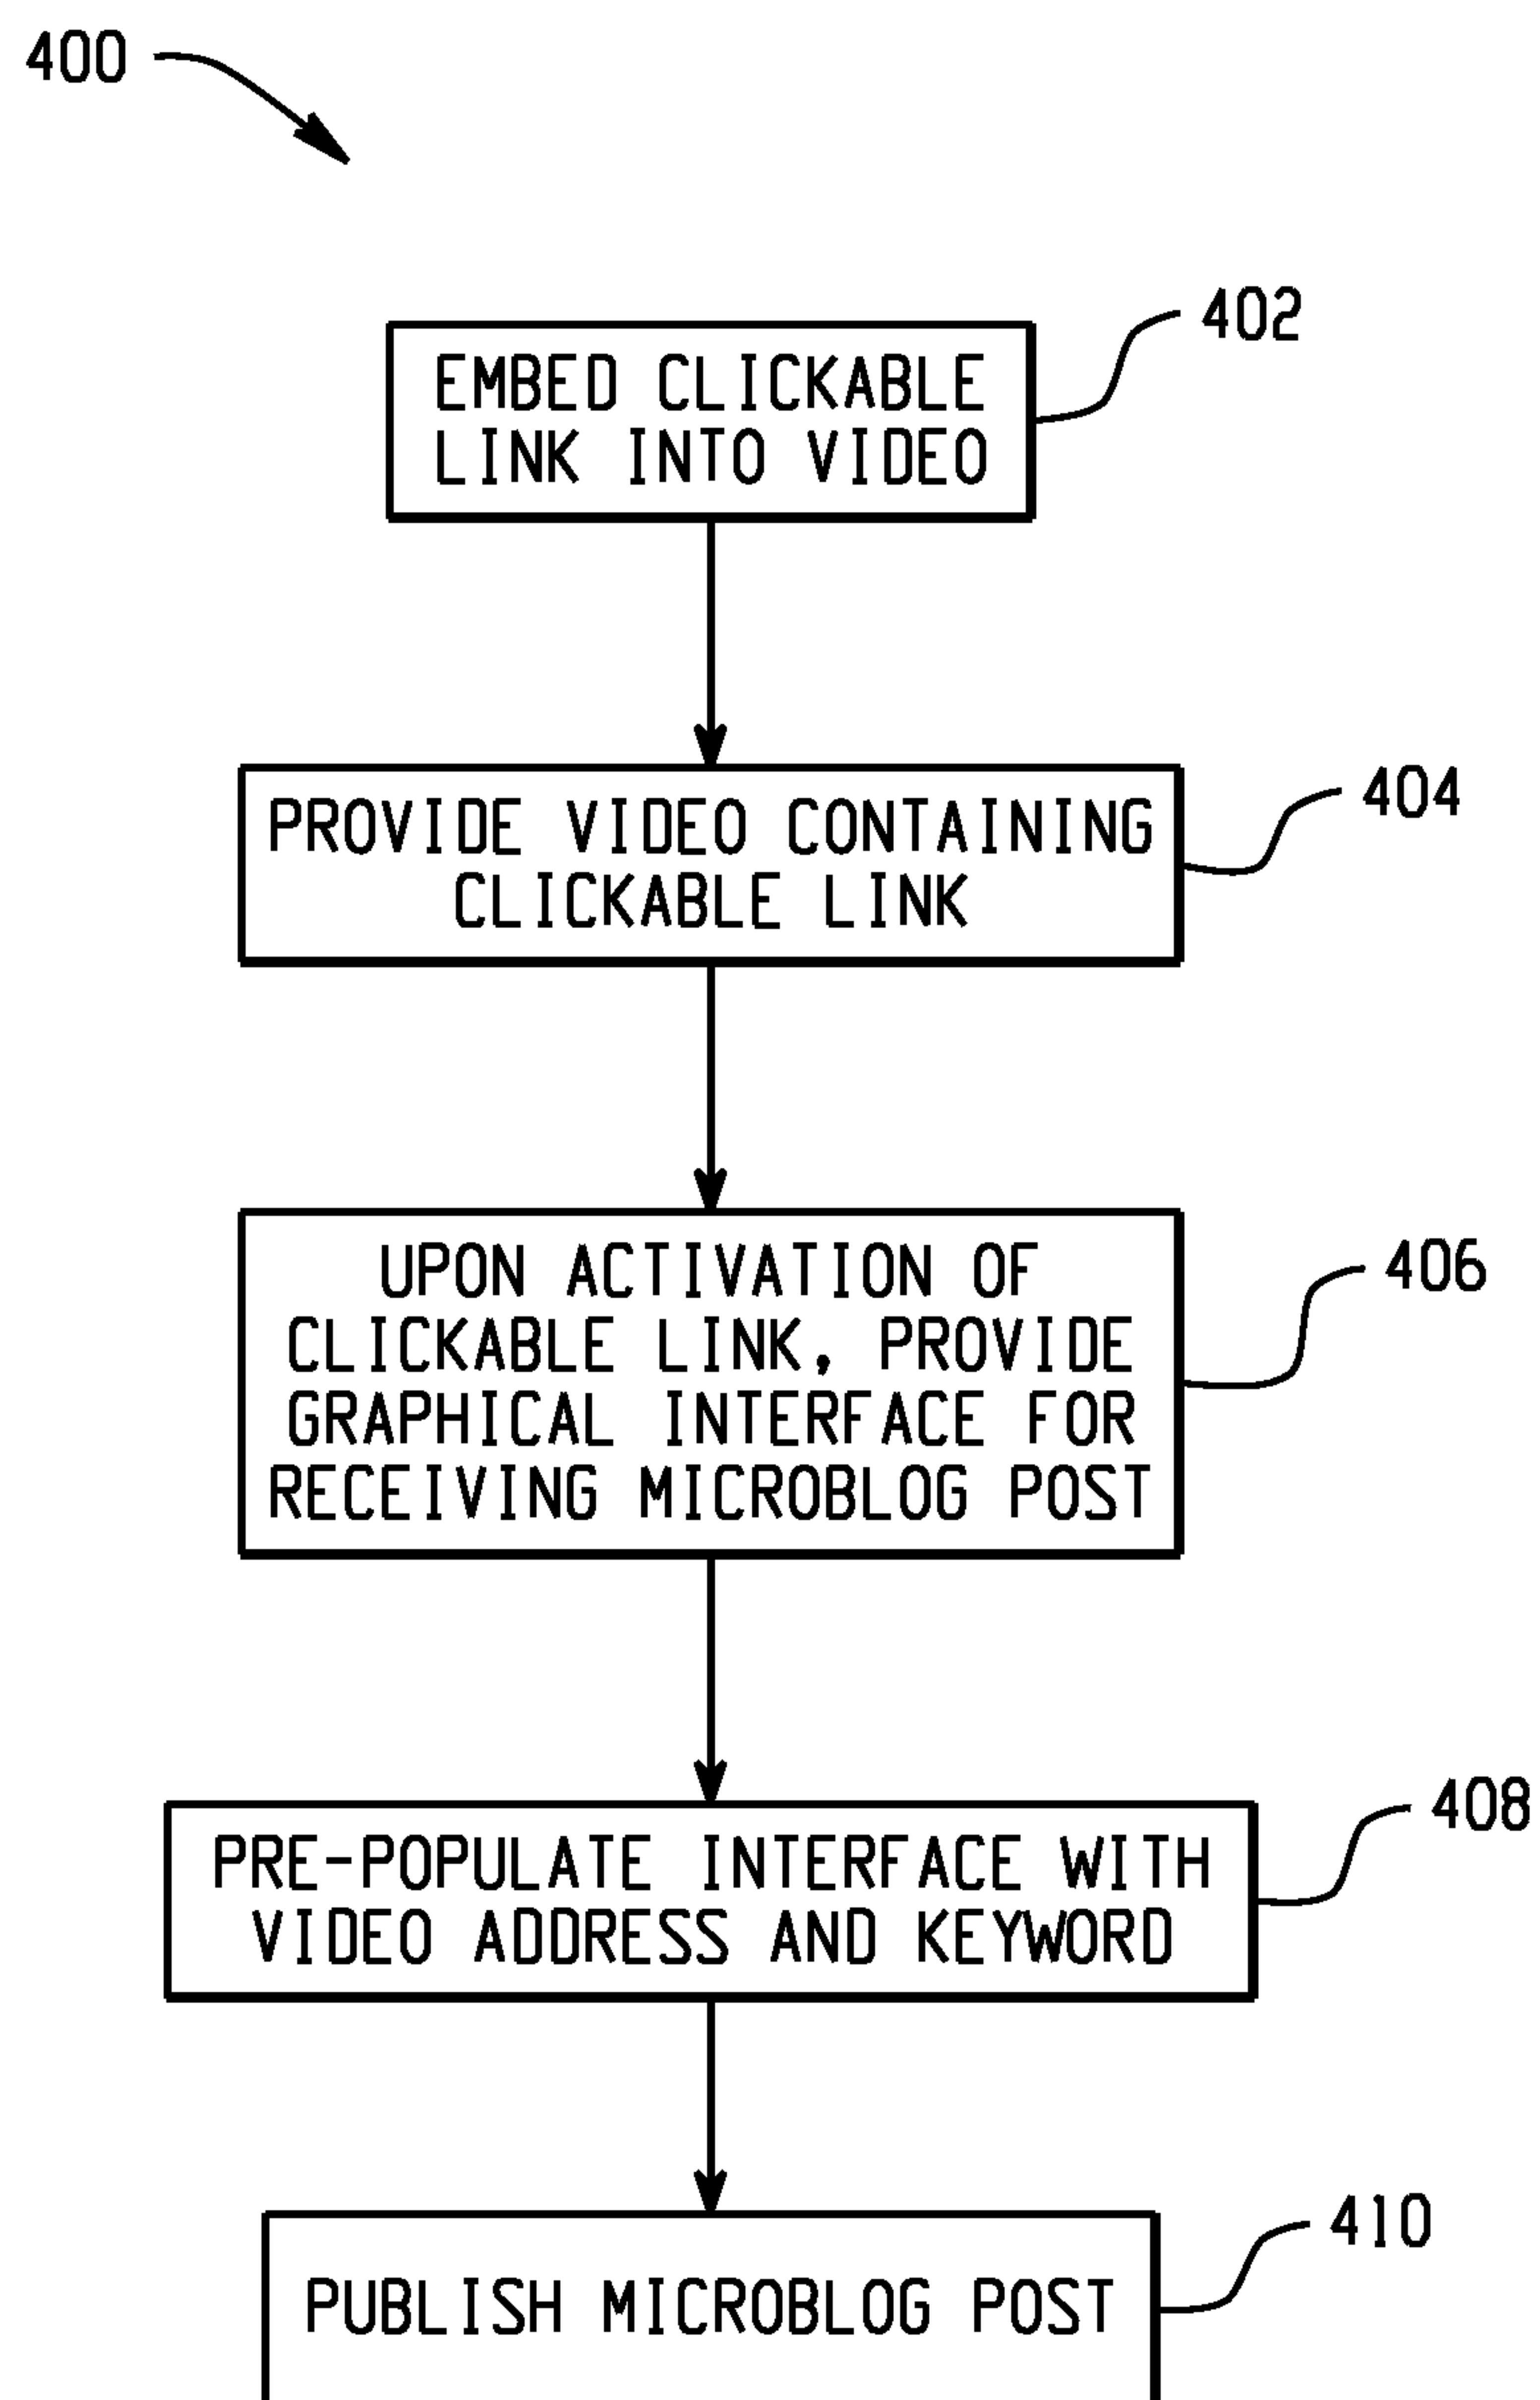 400
402
EMBED CLICKABLE
LINK INTO VIDEO
404
PROVIDE VIDEO CONTAINING
CLICKABLE LINK
406
UPON ACTIVATION OF
CLICKABLE LINK, PROVIDE
GRAPHICAL INTERFACE FOR
RECEIVING MICROBLOG POST
408
PRE-POPULATE INTERFACE WITH
VIDEO ADDRESS AND KEYWORD
410
PUBLISH MICROBLOG POST